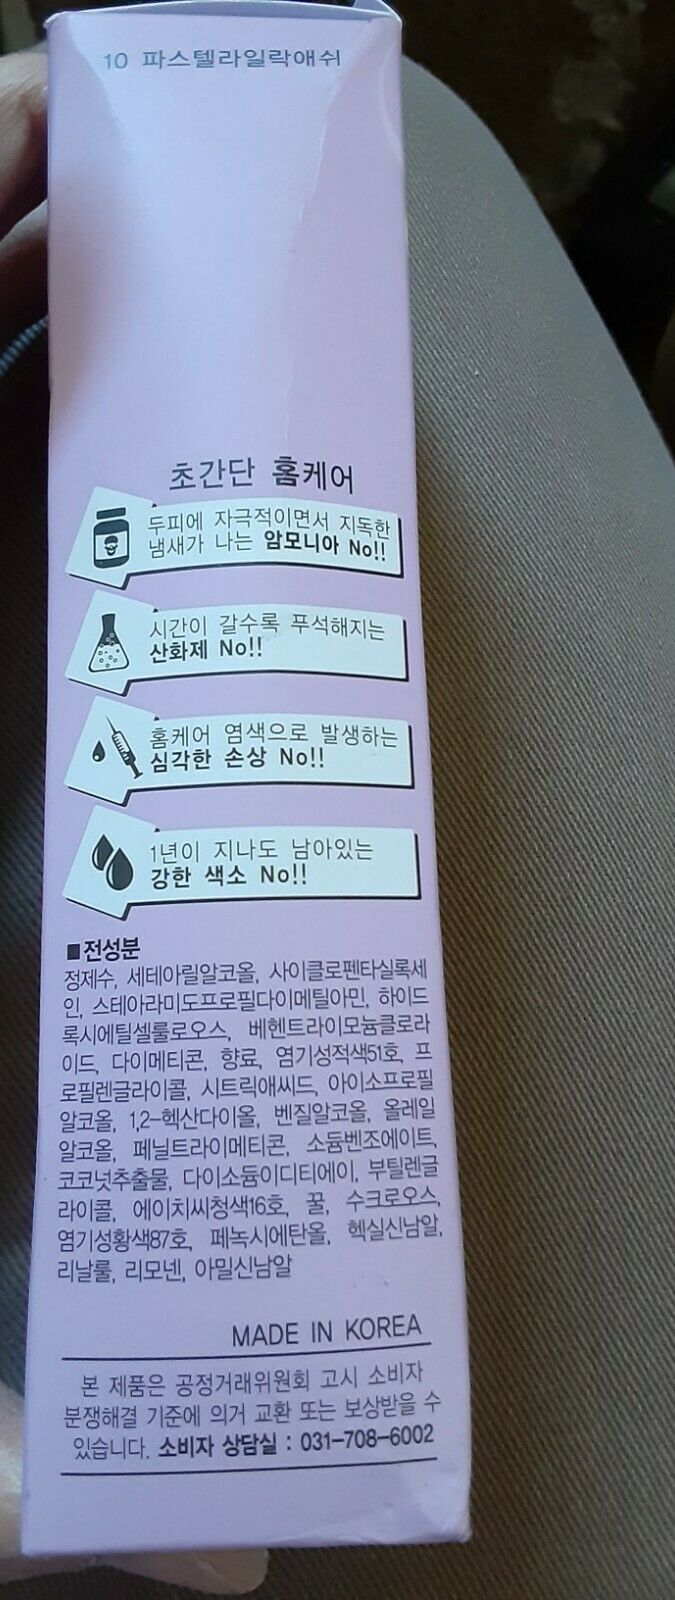 10 파스텔라일락애쉬
초간단 홈케어
두피에 자극적이면서 지독한
냄새가 나는 암모니아 No!!
시간이 갈수록 푸석해지는
산화제 No!!
홈케어 염색으로 발생하는
심각한 손상 No!!
1년이 지나도 남아있는
강한 색소 No!!
■전성분
정제수, 세테아릴알코올, 사이클로펜타실록세
인, 스테아라미도프로필다이메틸아민, 하이드
록시에틸셀룰로오스, 베헨트라이모늄클로라
이드, 다이메티콘, 향료, 염기성적색51호, 프
로필렌글라이콜, 시트릭애씨드, 아이소프로필
알코올, 1,2-헥산다이올, 벤질알코올, 올레일
알코올, 페닐트라이메티콘, 소듐벤조에이트,
코코넛추출물, 다이소듐이디티에이, 부틸렌글
라이콜, 에이치씨청색16호, 꿀, 수크로오스,
염기성황색87호, 페녹시에탄올, 헥실신남알,
리날룰, 리모넨, 아밀신남알
MADE IN KOREA
본 제품은 공정거래위원회 고시 소비자
분쟁해결 기준에 의거 교환 또는 보상받을 수
있습니다. 소비자 상담실 : 031-708-6002